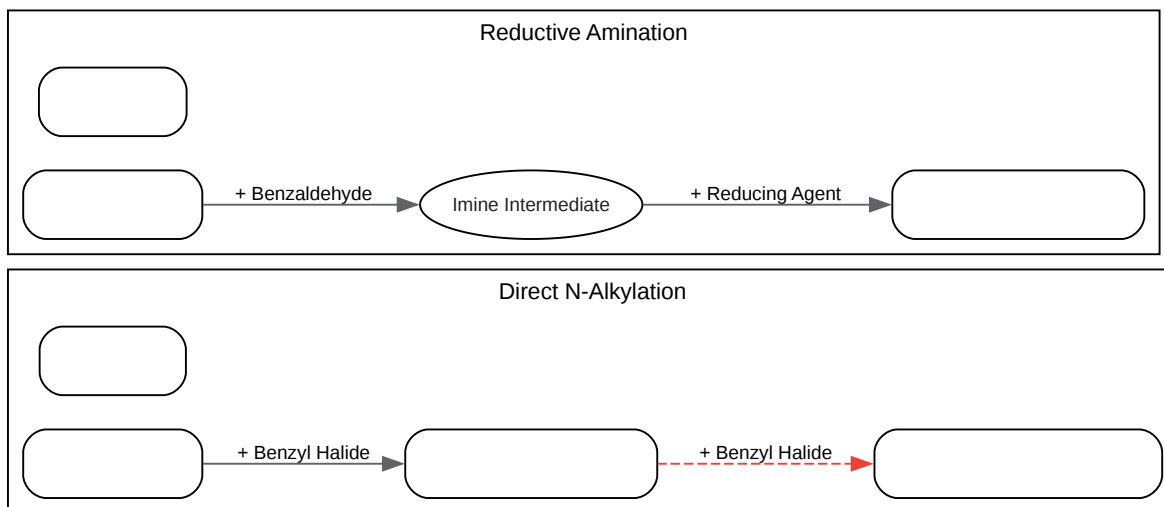 Reductive Amination
+ Benzaldehyde
Imine Intermediate
+ Reducing Agent
Direct N-Alkylation
+ Benzyl Halide
+ Benzyl Halide